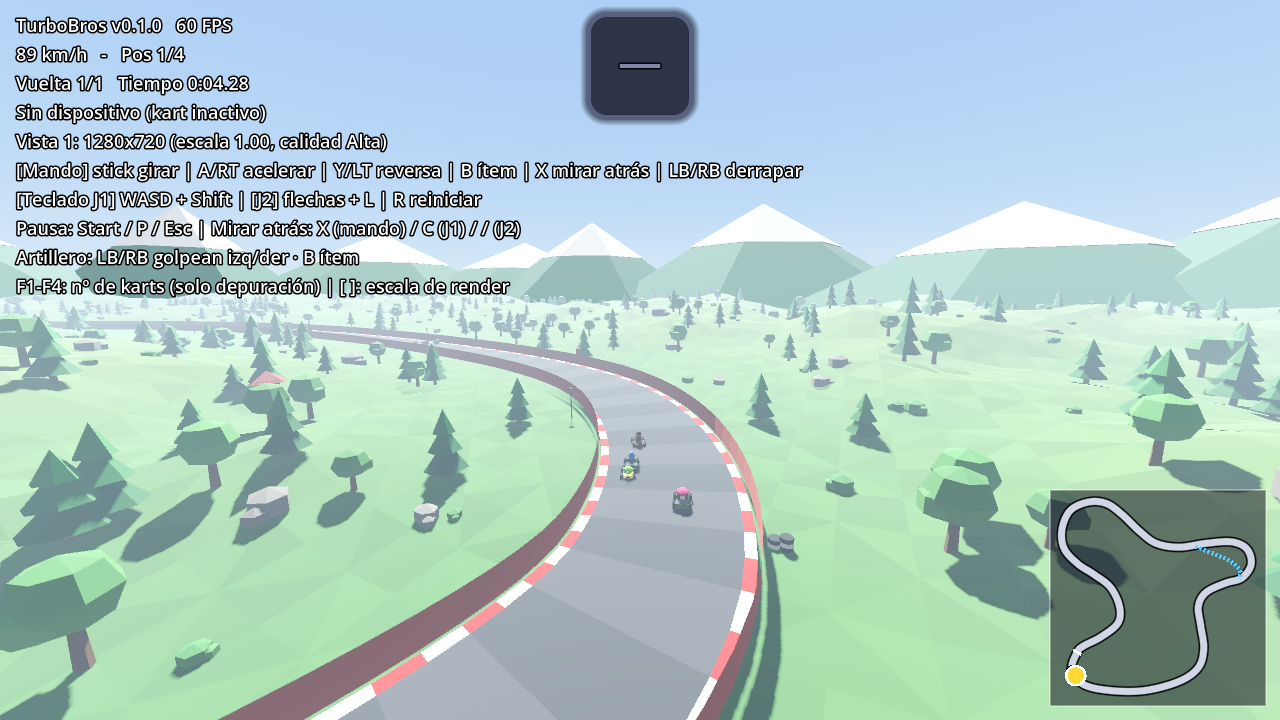 TurboBros v0.1.0   60 FPS
89 km/h  -  Pos 1/4
Vuelta 1/1   Tiempo 0:04.28
Sin dispositivo (kart inactivo)
Vista 1: 1280x720 (escala 1.00, calidad Alta)
[Mando] stick girar | A/RT acelerar | Y/LT reversa | B ítem | X mirar atrás | LB/RB derrapar
[Teclado J1] WASD + Shift | [J2] flechas + L | R reiniciar
Pausa: Start / P / Esc | Mirar atrás: X (mando) / C (J1) / / (J2)
Artillero: LB/RB golpean izq/der · B ítem
F1-F4: nº de karts (solo depuración) | [ ]: escala de render